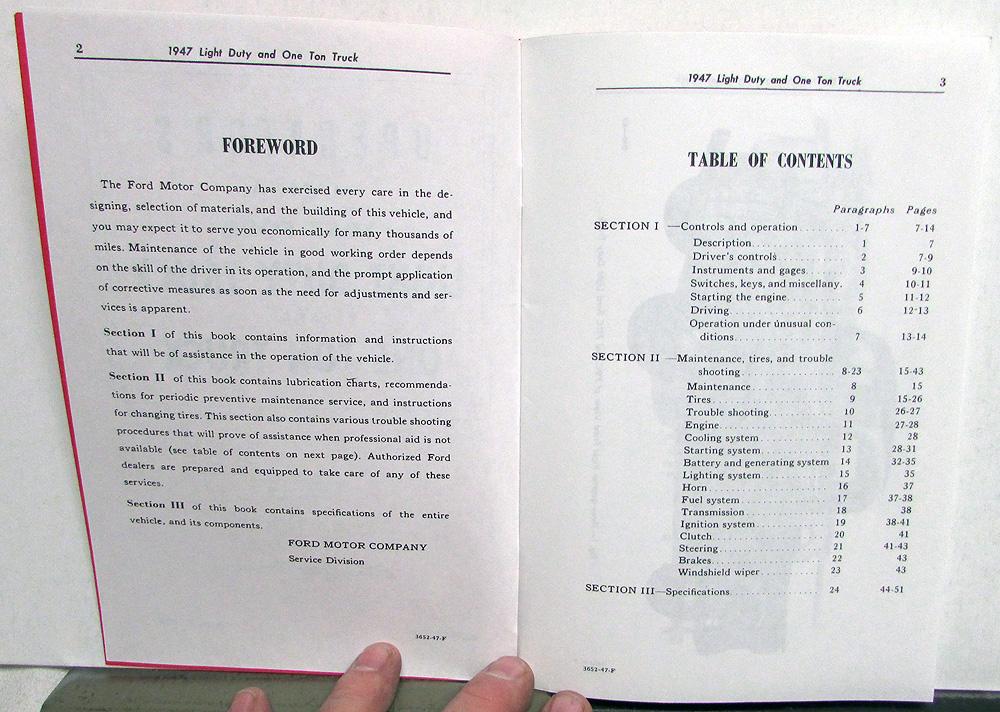 2 1947 Light Duty and One Ton Truck
FOREWORD
The Ford Motor Company has exercised every care in the de-
signing, selection of materials, and the building of this vehicle, and
you may expect it to serve you economically for many thousands of
miles. Maintenance of the vehicle in good working order depends
on the skill of the driver in its operation, and the prompt application
of corrective measures as soon as the need for adjustments and ser-
vices is apparent.
Section I of this book contains information and instructions
that will be of assistance in the operation of the vehicle.
Section II of this book contains lubrication charts, recommenda-
tions for periodic preventive maintenance service, and instructions
for changing tires. This section also contains various trouble shooting
procedures that will prove of assistance when professional aid is not
available (see table of contents on next page). Authorized Ford
dealers are prepared and equipped to take care of any of these
services.
Section III of this book contains specifications of the entire
vehicle, and its components.
FORD MOTOR COMPANY
Service Division
3652-47-F
1947 Light Duty and One Ton Truck 3
TABLE OF CONTENTS
Paragraphs Pages
SECTION I —Controls and operation........ 1-7 7-14
Description.............. 1 7
Driver's controls.......... 2 7-9
Instruments and gages...... 3 9-10
Switches, keys, and miscellany. 4 10-11
Starting the engine......... 5 11-12
Driving................ 6 12-13
Operation under unusual con-
ditions................ 7 13-14
SECTION II —Maintenance, tires, and trouble
shooting................ 8-23 15-43
Maintenance............. 8 15
Tires.................. 9 15-26
Trouble shooting........... 10 26-27
Engine................. 11 27-28
Cooling system............ 12 28
Starting system............ 13 28-31
Battery and generating system 14 32-35
Lighting system............ 15 35
Horn................... 16 37
Fuel system.............. 17 37-38
Transmission............. 18 38
Ignition system............ 19 38-41
Clutch.................. 20 41
Steering................. 21 41-43
Brakes.................. 22 43
Windshield wiper.......... 23 43
SECTION III—Specifications.............. 24 44-51
3652-47-F